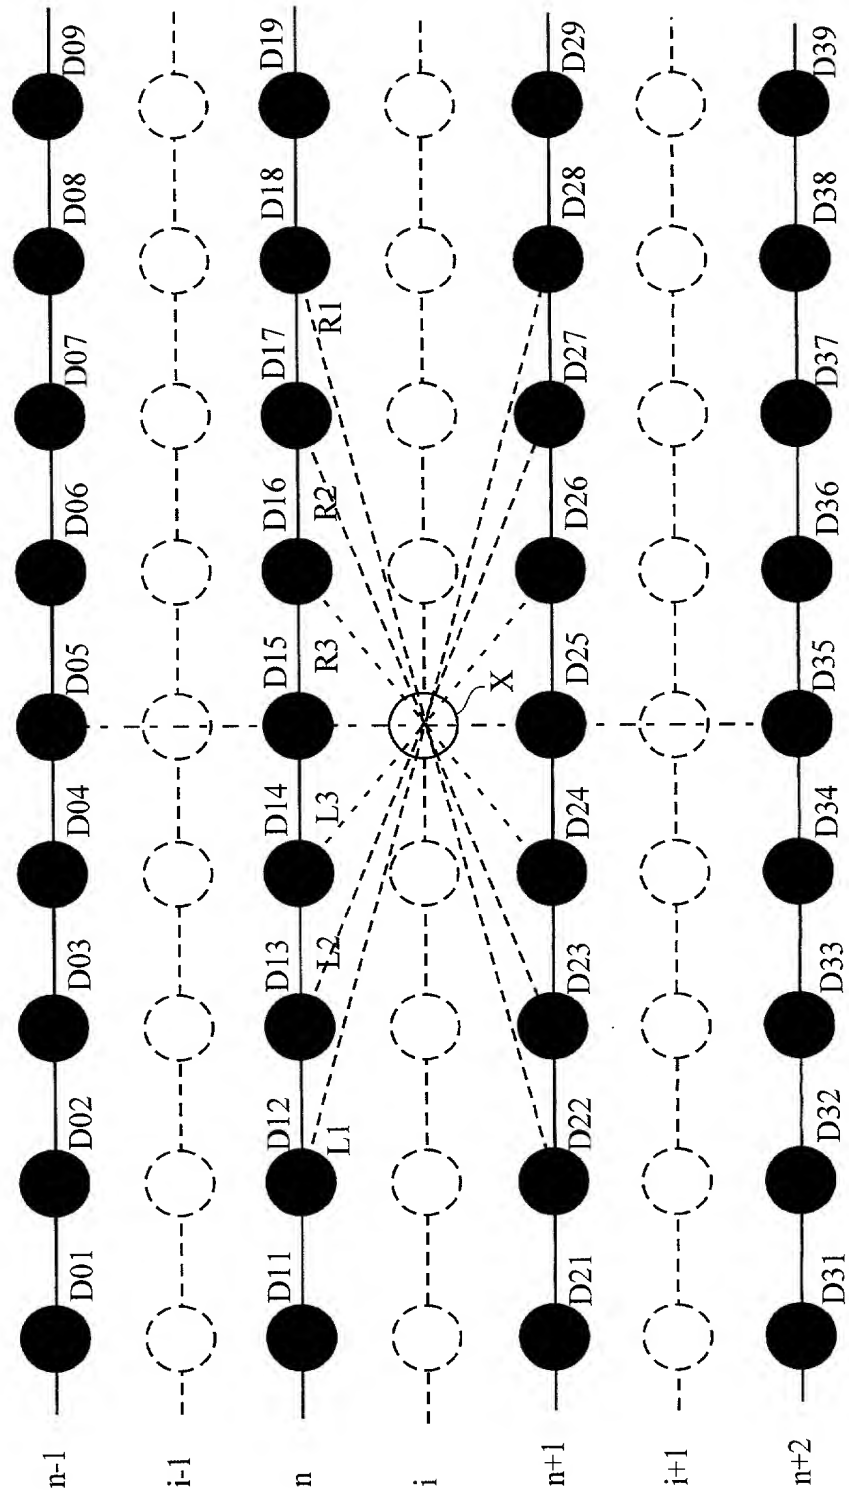 n-1 D01 D02 D03 D04 D05 D06 D07 D08 D09
i-1
n D11 D12 D13 D14 D15 D16 D17 D18 D19
L1 L2 L3 R3 R2 R1
i X
n+1 D21 D22 D23 D24 D25 D26 D27 D28 D29
i+1
n+2 D31 D32 D33 D34 D35 D36 D37 D38 D39